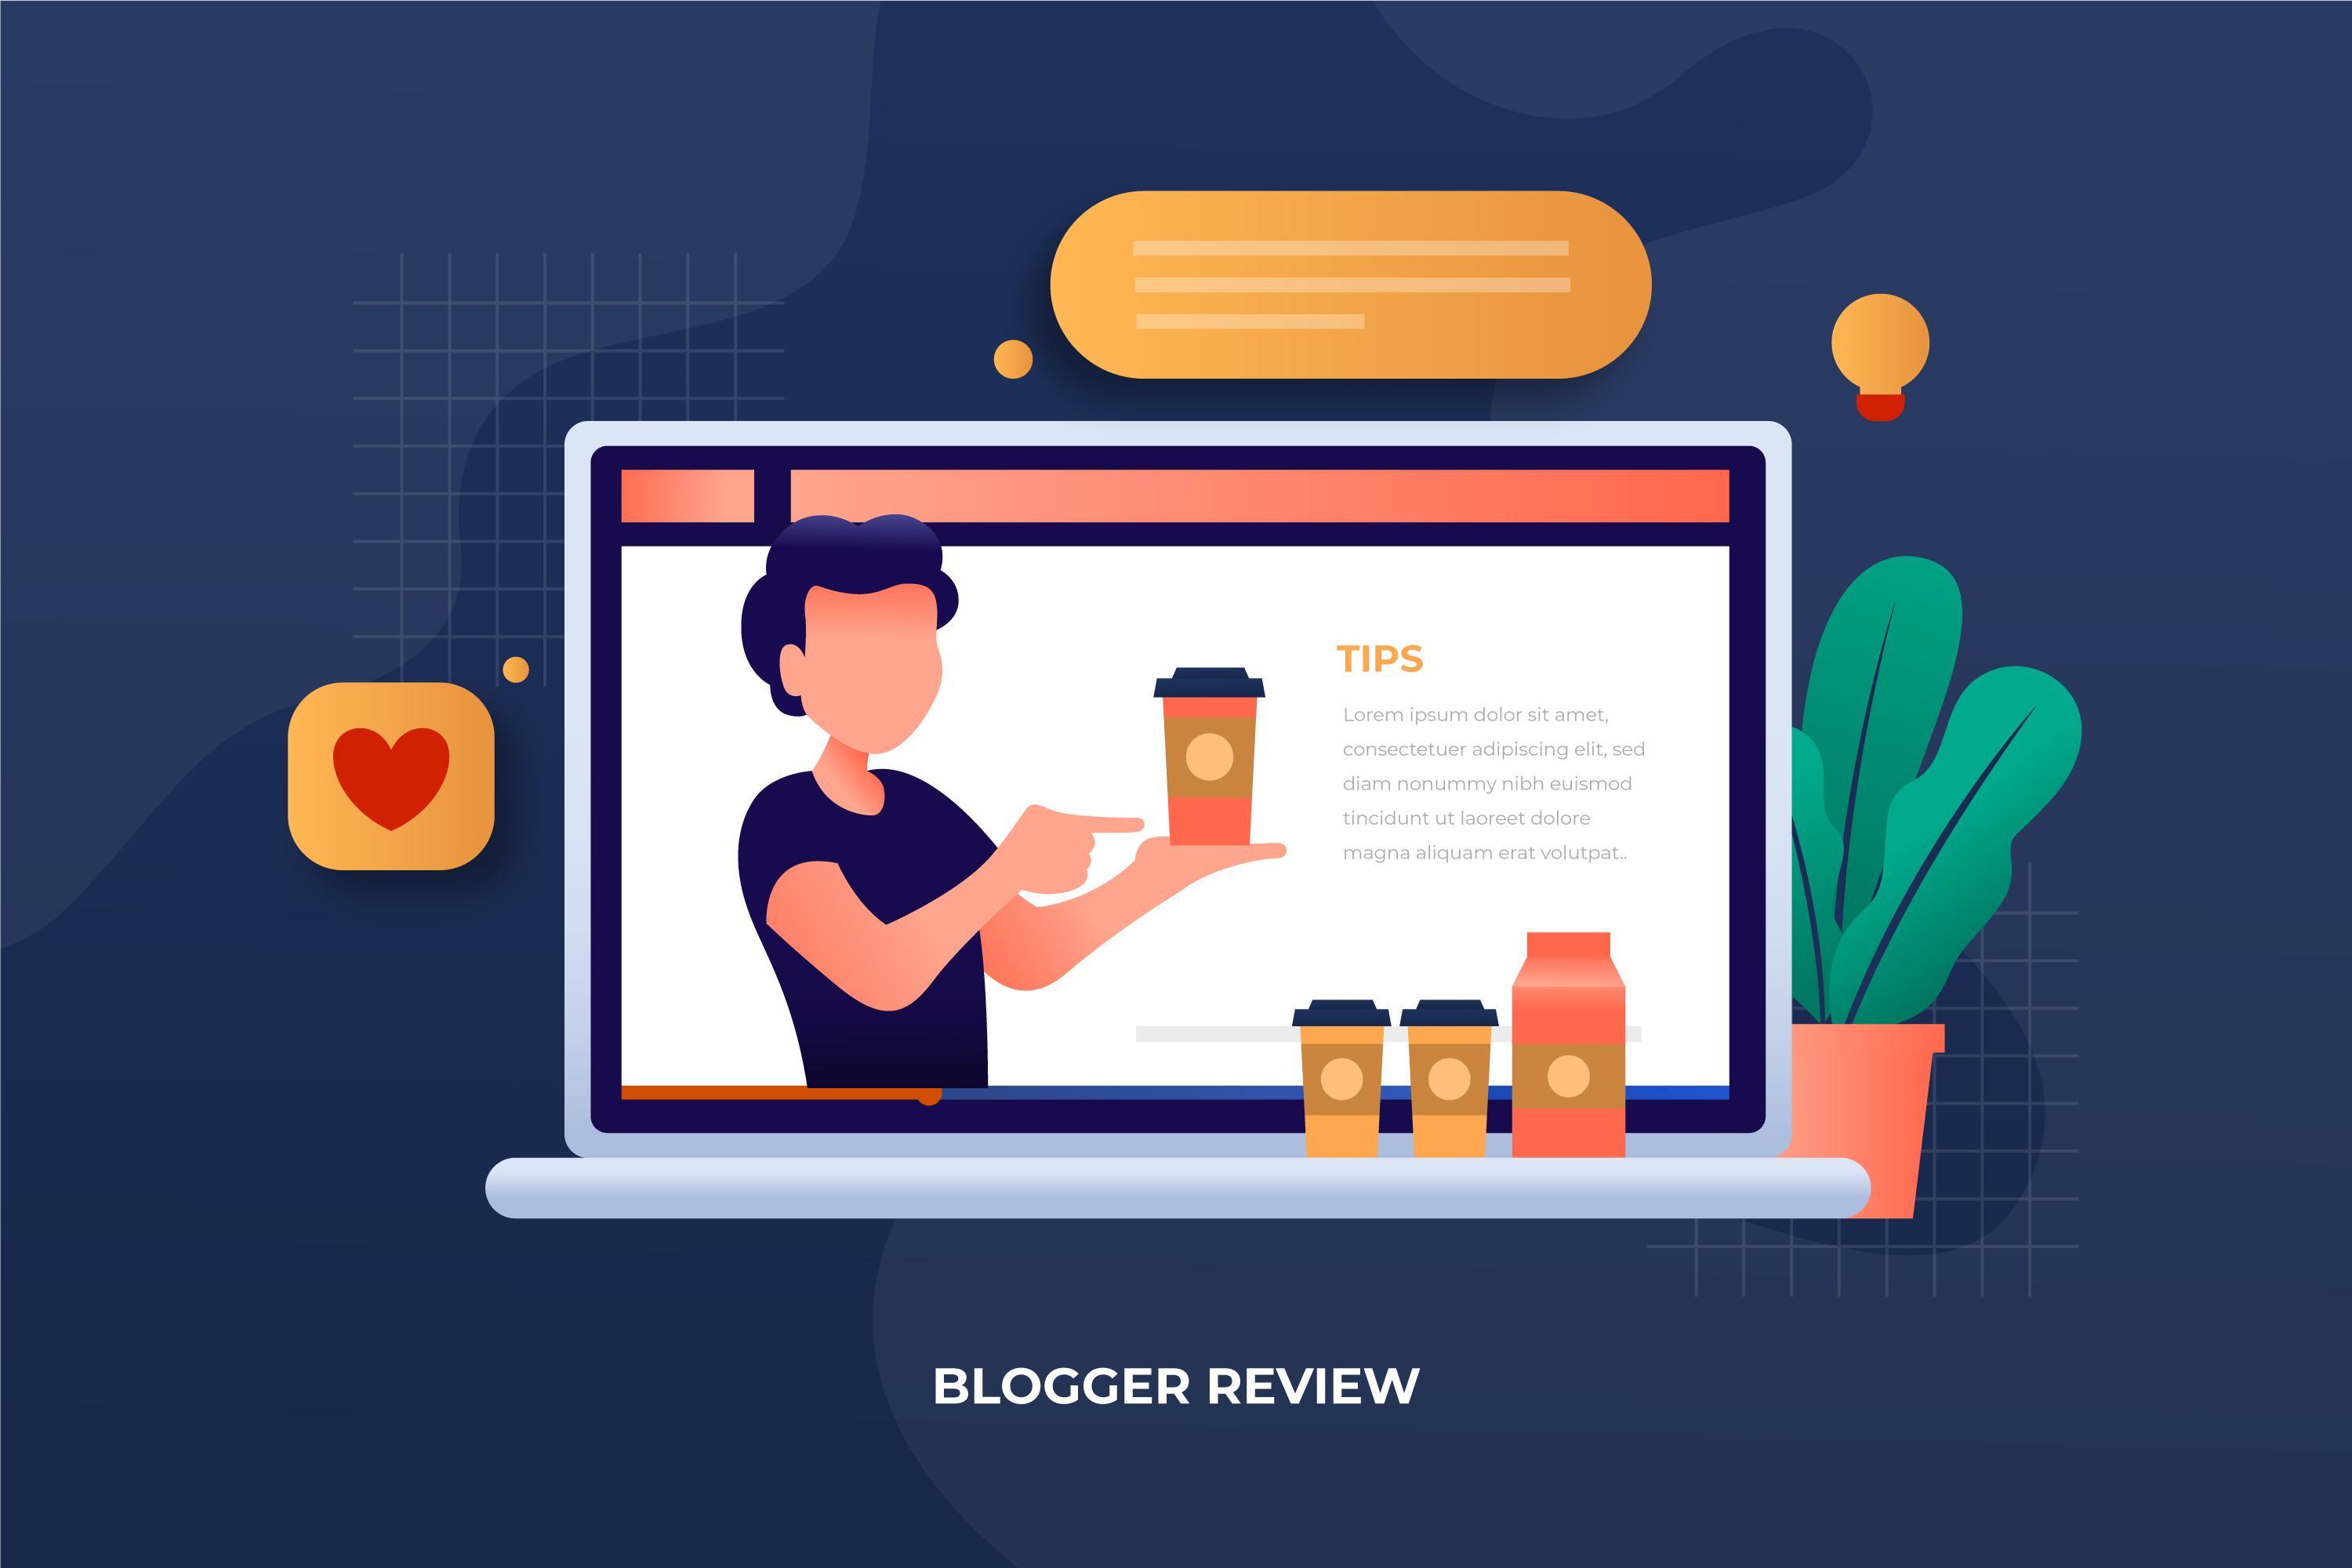 TIPS
Lorem ipsum dolor sit amet,
consectetuer adipiscing elit, sed
diam nonummy nibh euismod
tincidunt ut laoreet dolore
magna aliquam erat volutpat..
BLOGGER REVIEW